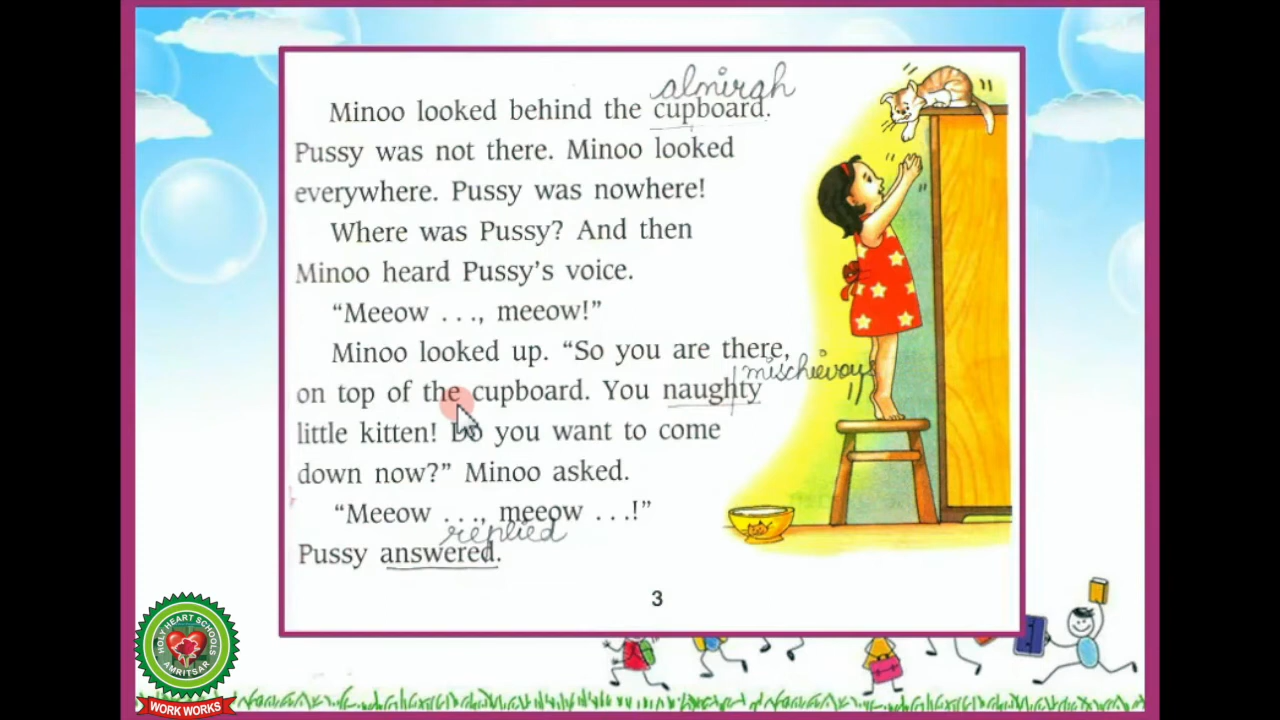 almirah
Minoo looked behind the cupboard.
Pussy was not there. Minoo looked
everywhere. Pussy was nowhere!
Where was Pussy? And then
Minoo heard Pussy's voice.
“Meeow . . ., meeow!”
Minoo looked up. “So you are there,
mischievous
on top of the cupboard. You naughty
little kitten! Do you want to come
down now?” Minoo asked.
“Meeow . . ., meeow . . .!”
replied
Pussy answered.
3
HOLY HEART SCHOOLS
AMRITSAR
WORK WORKS